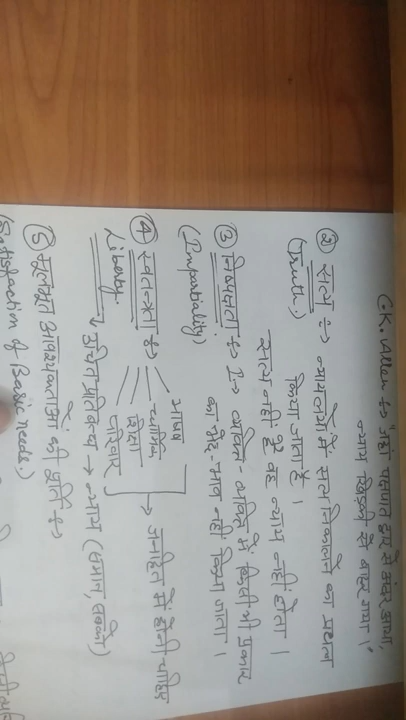 C.K. Allen → "जहाँ पक्षपात द्वार से अंदर आया,
न्याय खिड़की से बाहर गया।"
② सत्य ÷→ न्यायालयों में सत्य निकालने का प्रयत्न
(Truth.) किया जाता है।
सत्य नहीं है वह न्याय नहीं होता।
③ निष्पक्षता ÷→ व्यक्ति-व्यक्ति में किसी भी प्रकार
(Impartiality) का भेद-भाव नहीं किया जाता।
④ स्वतन्त्रता ÷→ भाषण
Liberty. धार्मिक → जनहित में होनी चाहिए
शिक्षा
परिवार
उचित प्रतिबन्ध → न्याय (समान, सबको)
⑤ मूलभूत आवश्यकताओं की पूर्ति ÷→
(Satisfaction of Basic needs.)